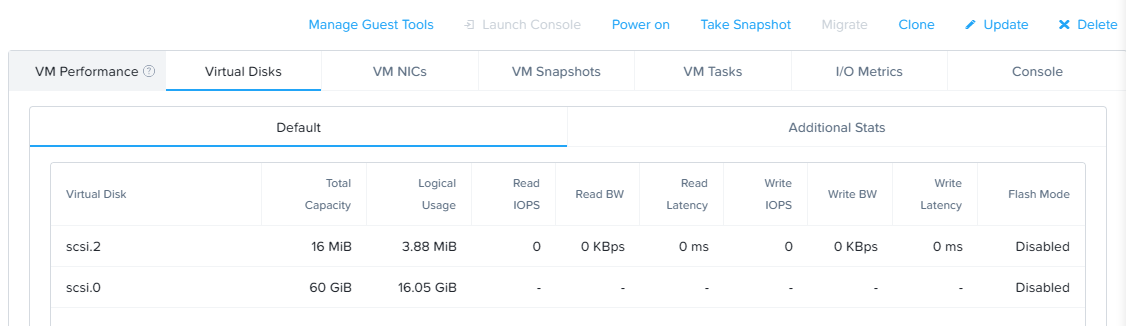 Manage Guest Tools Launch Console Power on Take Snapshot Migrate Clone Update Delete
VM Performance ? Virtual Disks VM NICs VM Snapshots VM Tasks I/O Metrics Console
Default Additional Stats
Virtual Disk Total Capacity Logical Usage Read IOPS Read BW Read Latency Write IOPS Write BW Write Latency Flash Mode
scsi.2 16 MiB 3.88 MiB 0 0 KBps 0 ms 0 0 KBps 0 ms Disabled
scsi.0 60 GiB 16.05 GiB - - - - - - Disabled